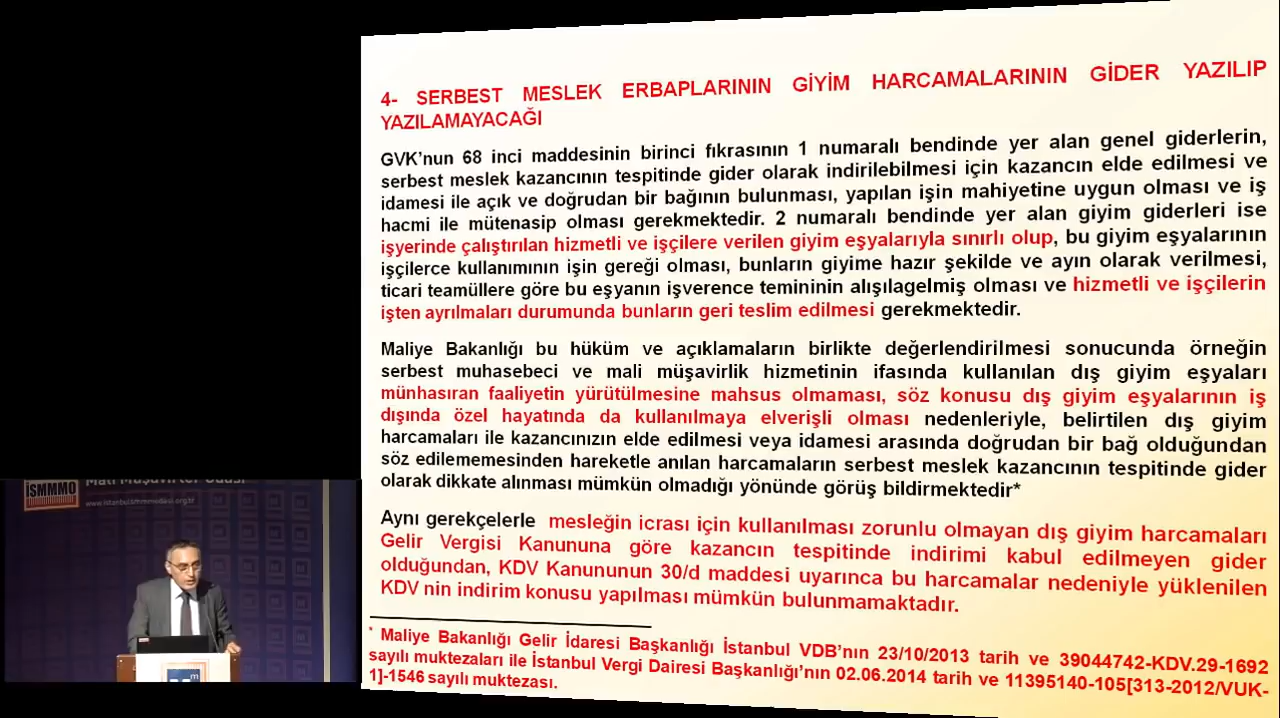 4- SERBEST MESLEK ERBAPLARININ GİYİM HARCAMALARININ GİDER YAZILIP
YAZILAMAYACAĞI
GVK’nun 68 inci maddesinin birinci fıkrasının 1 numaralı bendinde yer alan genel giderlerin,
serbest meslek kazancının tespitinde gider olarak indirilebilmesi için kazancın elde edilmesi ve
idamesi ile açık ve doğrudan bir bağının bulunması, yapılan işin mahiyetine uygun olması ve iş
hacmi ile mütenasip olması gerekmektedir. 2 numaralı bendinde yer alan giyim giderleri ise
işyerinde çalıştırılan hizmetli ve işçilere verilen giyim eşyalarıyla sınırlı olup, bu giyim eşyalarının
işçilerce kullanımının işin gereği olması, bunların giyime hazır şekilde ve ayın olarak verilmesi,
ticari teamüllere göre bu eşyanın işverence temininin alışılagelmiş olması ve hizmetli ve işçilerin
işten ayrılmaları durumunda bunların geri teslim edilmesi gerekmektedir.
Maliye Bakanlığı bu hüküm ve açıklamaların birlikte değerlendirilmesi sonucunda örneğin
serbest muhasebeci ve mali müşavirlik hizmetinin ifasında kullanılan dış giyim eşyaları
münhasıran faaliyetin yürütülmesine mahsus olmaması, söz konusu dış giyim eşyalarının iş
dışında özel hayatında da kullanılmaya elverişli olması nedenleriyle, belirtilen dış giyim
harcamaları ile kazancınızın elde edilmesi veya idamesi arasında doğrudan bir bağ olduğundan
söz edilememesinden hareketle anılan harcamaların serbest meslek kazancının tespitinde gider
olarak dikkate alınması mümkün olmadığı yönünde görüş bildirmektedir*
Aynı gerekçelerle mesleğin icrası için kullanılması zorunlu olmayan dış giyim harcamaları
Gelir Vergisi Kanununa göre kazancın tespitinde indirimi kabul edilmeyen gider
olduğundan, KDV Kanununun 30/d maddesi uyarınca bu harcamalar nedeniyle yüklenilen
KDV nin indirim konusu yapılması mümkün bulunmamaktadır.
* Maliye Bakanlığı Gelir İdaresi Başkanlığı İstanbul VDB’nın 23/10/2013 tarih ve 39044742-KDV.29-1692
sayılı muktezaları ile İstanbul Vergi Dairesi Başkanlığı’nın 02.06.2014 tarih ve 11395140-105[313-2012/VUK-
1]-1546 sayılı muktezası.
İSMMMO
Mali Müşavirler Odası
www.istanbulsmmmodasi.org.tr